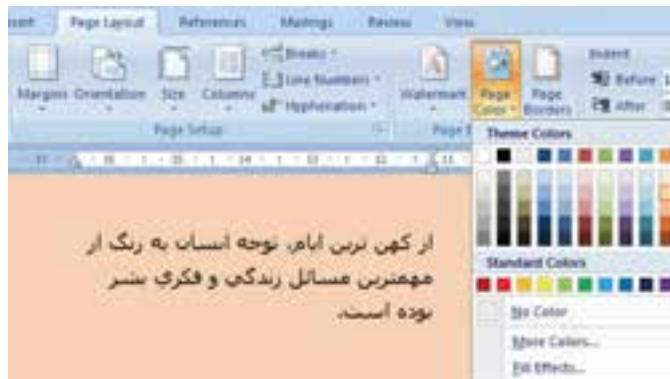 Page Layout References Mailings Review View
Margins Orientation Size Columns Breaks Line Numbers Hyphenation Watermark Page Color Page Borders Indent Before After
Page Setup
Theme Colors
Standard Colors
No Color
More Colors...
Fill Effects...
از کهن ترین ایام، توجه انسان به رنگ از
مهمترین مسائل زندگی و فکری بشر
بوده است.